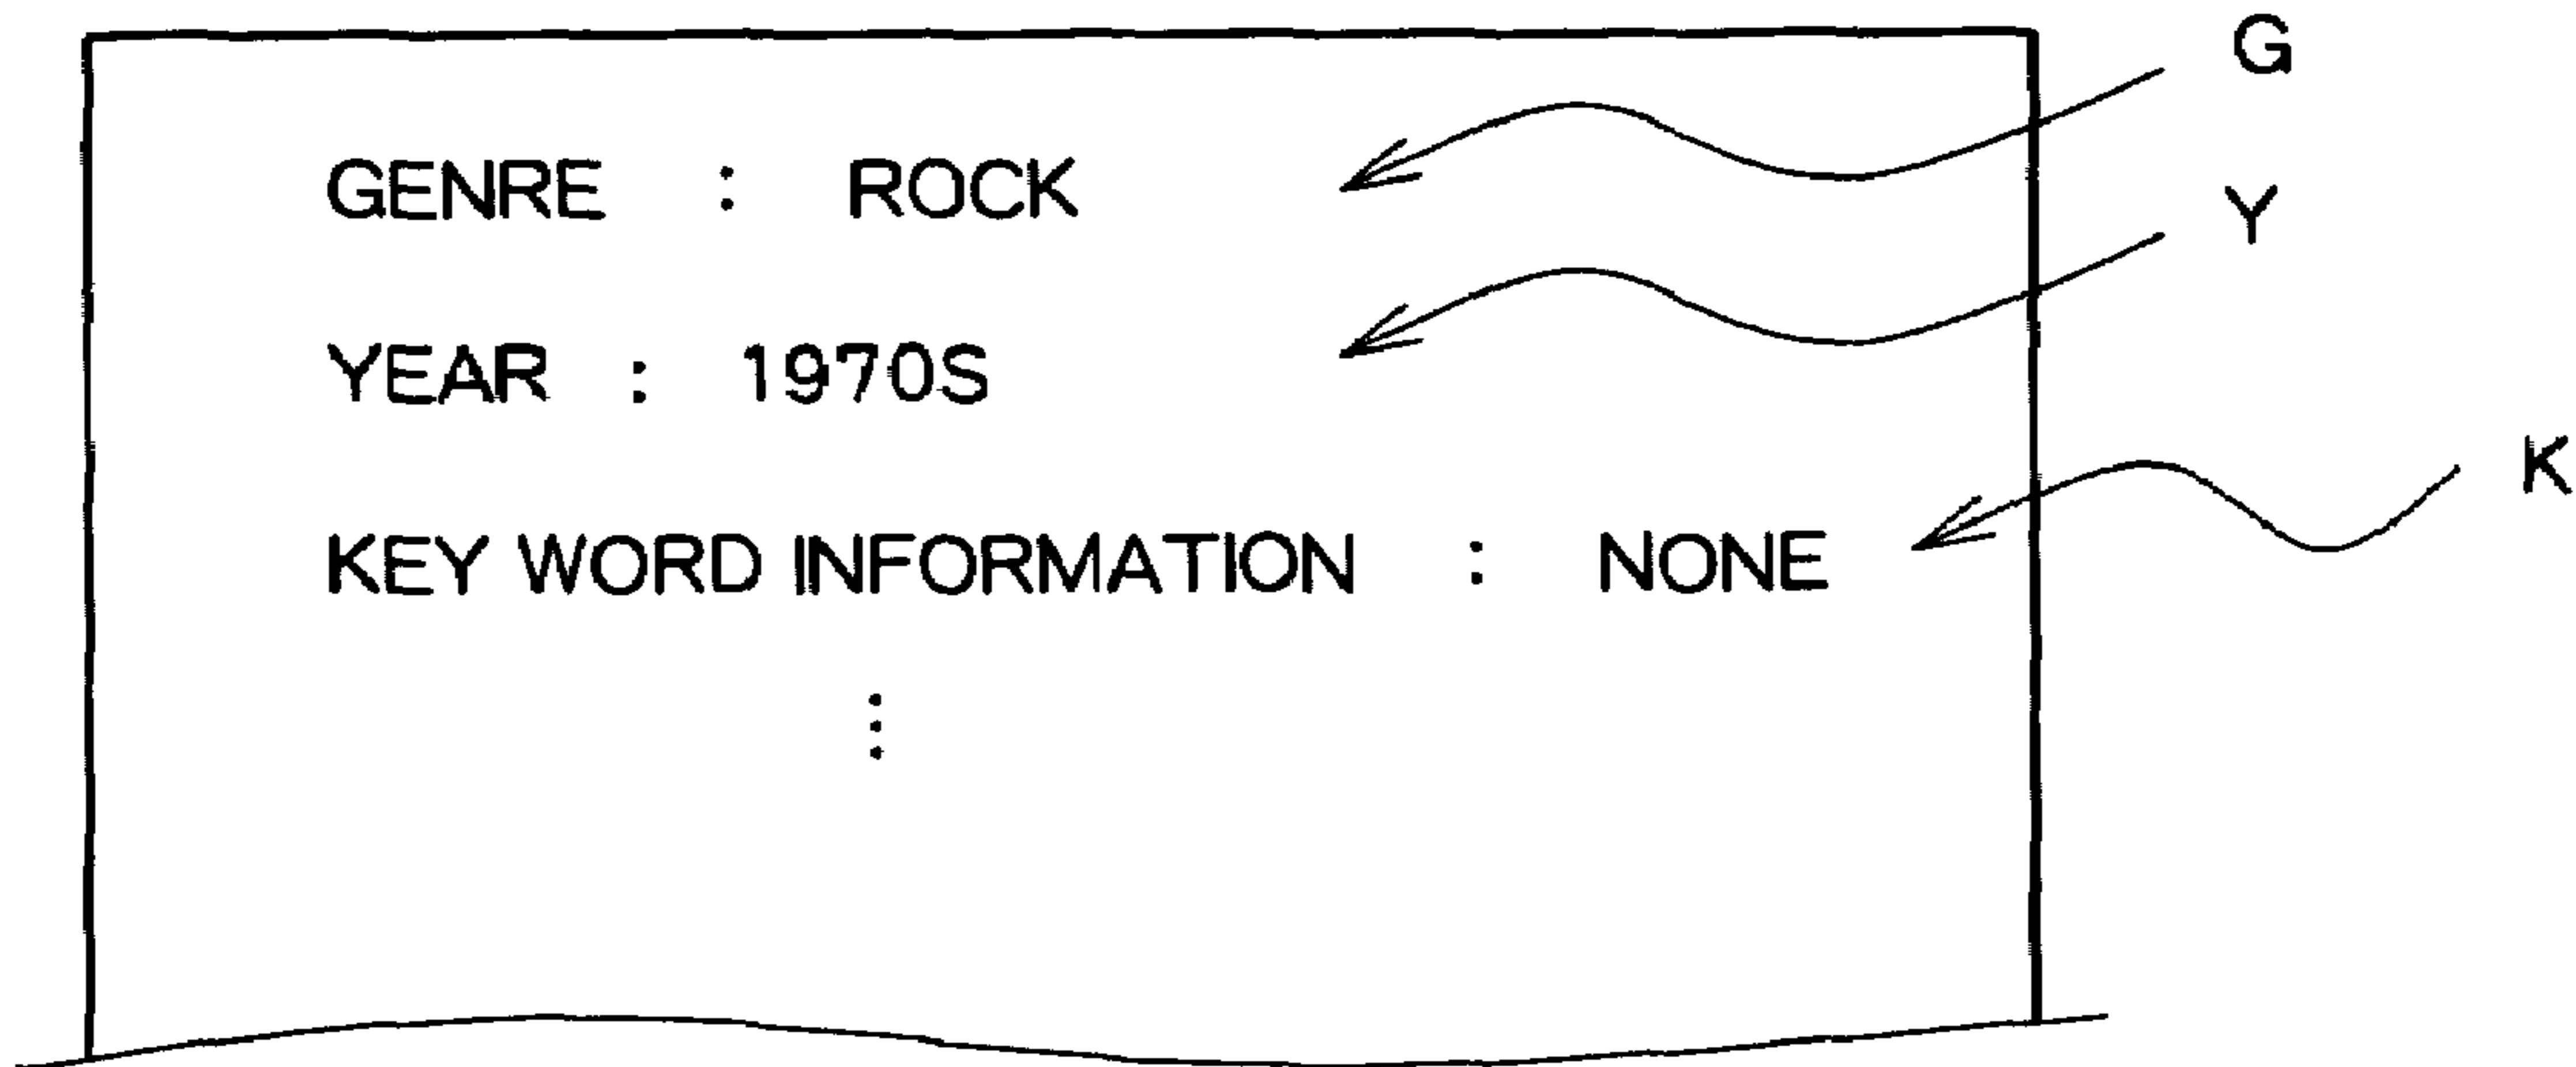 G
GENRE : ROCK
Y
YEAR : 1970S
K
KEY WORD INFORMATION : NONE
⋮